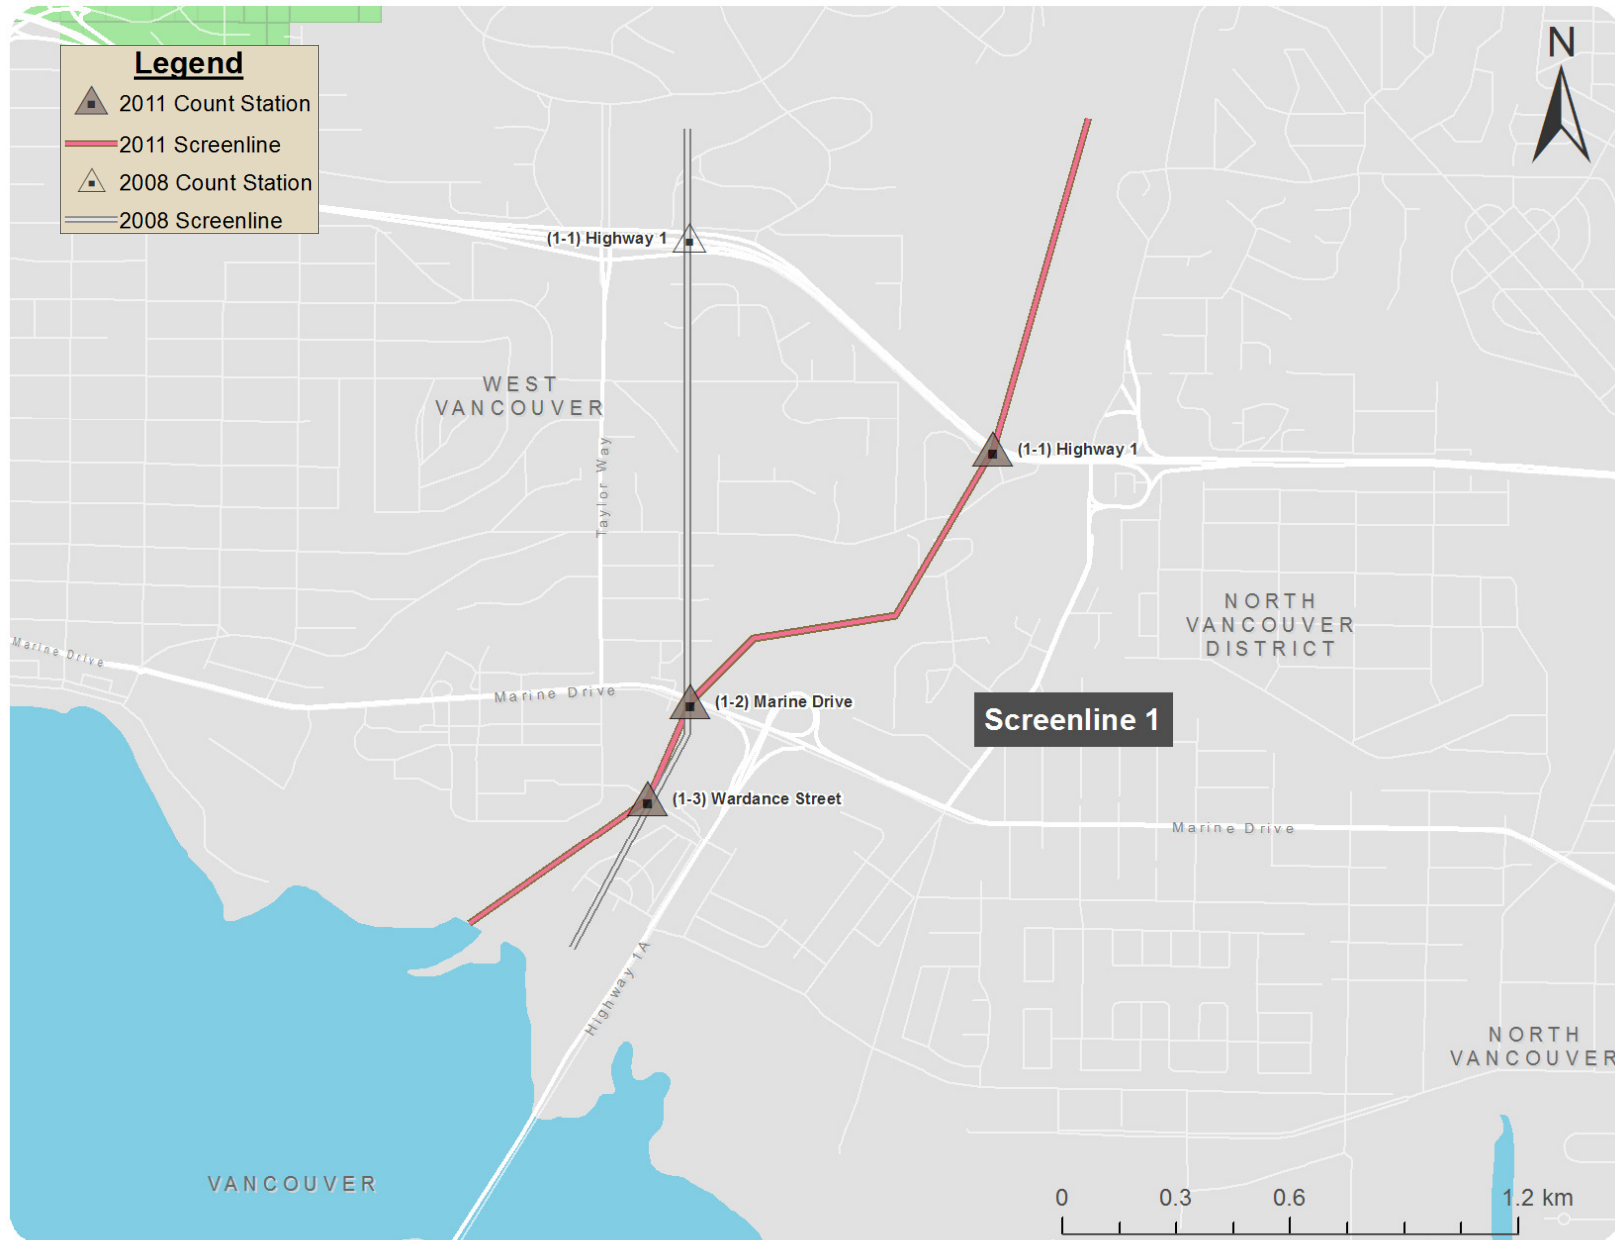 Legend
2011 Count Station
2011 Screenline
2008 Count Station
2008 Screenline
N
(1-1) Highway 1
WEST
VANCOUVER
Taylor Way
(1-1) Highway 1
NORTH
VANCOUVER
DISTRICT
Marine Drive
Marine Drive
(1-2) Marine Drive
Screenline 1
(1-3) Wardance Street
Marine Drive
Highway 1A
NORTH
VANCOUVER
VANCOUVER
0 0.3 0.6 1.2 km